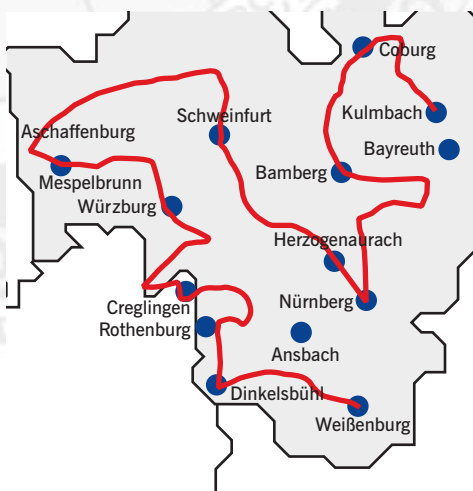 Coburg
Kulmbach
Schweinfurt
Aschaffenburg
Bayreuth
Bamberg
Mespelbrunn
Würzburg
Herzogenaurach
Nürnberg
Creglingen
Rothenburg
Ansbach
Dinkelsbühl
Weißenburg